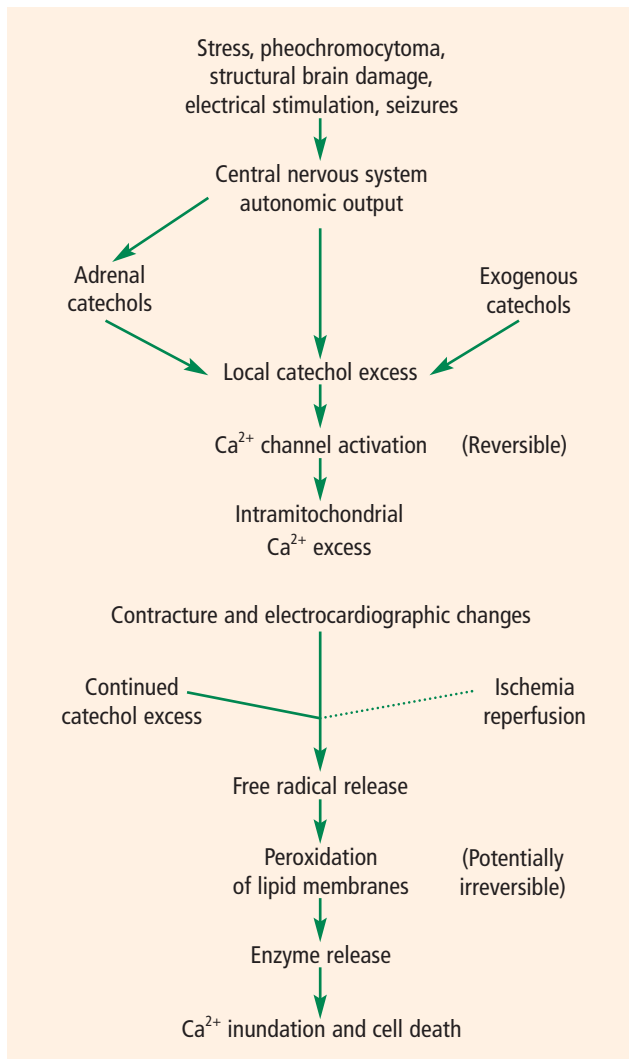 Stress, pheochromocytoma,
structural brain damage,
electrical stimulation, seizures
Central nervous system
autonomic output
Adrenal
catechols
Exogenous
catechols
Local catechol excess
Ca²⁺ channel activation (Reversible)
Intramitochondrial
Ca²⁺ excess
Contracture and electrocardiographic changes
Continued
catechol excess
Ischemia
reperfusion
Free radical release
Peroxidation
of lipid membranes
(Potentially
irreversible)
Enzyme release
Ca²⁺ inundation and cell death